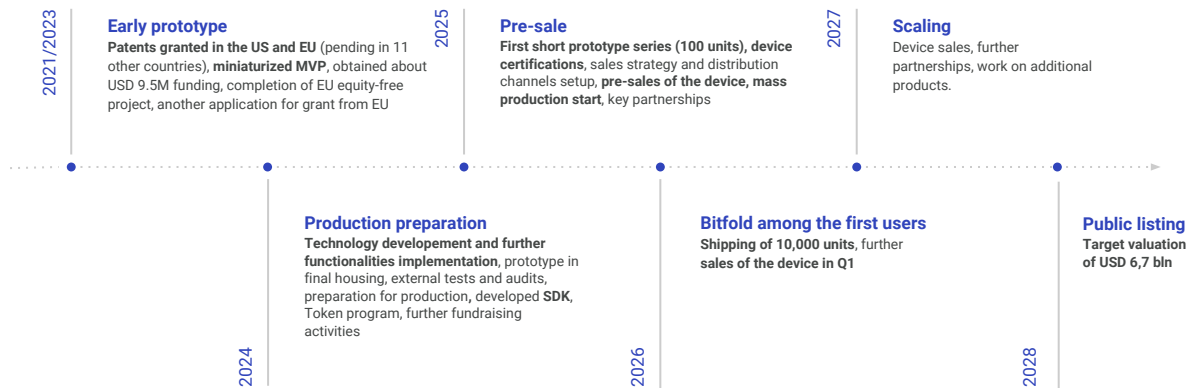 2021/2023
Early prototype
Patents granted in the US and EU (pending in 11
other countries), miniaturized MVP, obtained about
USD 9.5M funding, completion of EU equity-free
project, another application for grant from EU
2025
Pre-sale
First short prototype series (100 units), device
certifications, sales strategy and distribution
channels setup, pre-sales of the device, mass
production start, key partnerships
2027
Scaling
Device sales, further
partnerships, work on additional
products.
2024
Production preparation
Technology developement and further
functionalities implementation, prototype in
final housing, external tests and audits,
preparation for production, developed SDK,
Token program, further fundraising
activities
2026
Bitfold among the first users
Shipping of 10,000 units, further
sales of the device in Q1
2028
Public listing
Target valuation
of USD 6,7 bln